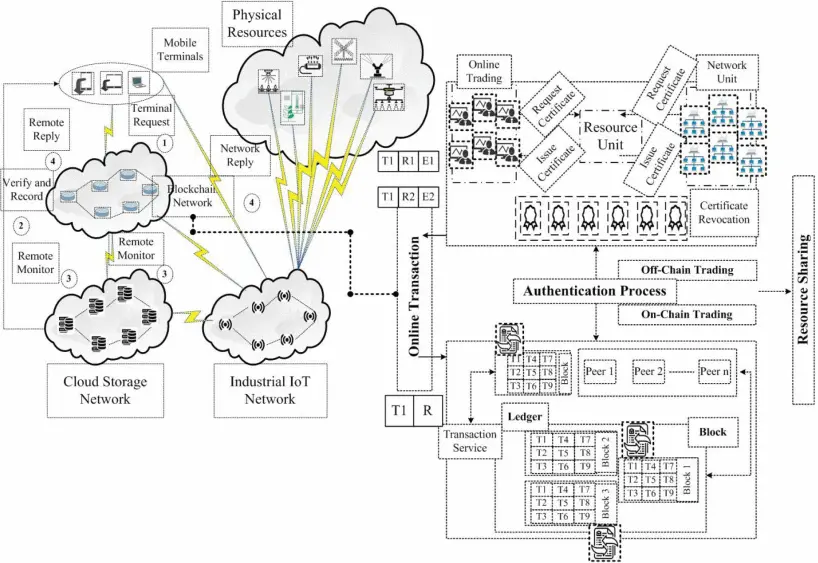 Mobile
Terminals
Physical
Resources
Terminal
Request
Remote
Reply
1
4
Network
Reply
4
Verify and
Record
Blockchain
Network
2
Remote
Monitor
3
Remote
Monitor
3
Cloud Storage
Network
Industrial IoT
Network
T1 R1 E1
T1 R2 E2
Online Transaction
T1 R
Online
Trading
Request
Certificate
Issue
Certificate
Resource
Unit
Request
Certificate
Issue
Certificate
Network
Unit
Certificate
Revocation
Off-Chain Trading
Authentication Process
On-Chain Trading
Resource Sharing
T4 T7
T2 T5 T8
T3 T6 T9
Block
Peer 1
Peer 2
Peer n
Transaction
Service
Ledger
Block
T1 T4 T7
T2 T5 T8
T3 T6 T9
Block 2
T1 T4 T7
T2 T5 T8
T3 T6 T9
Block 1
T1 T4 T7
T2 T5 T8
T3 T6 T9
Block 3